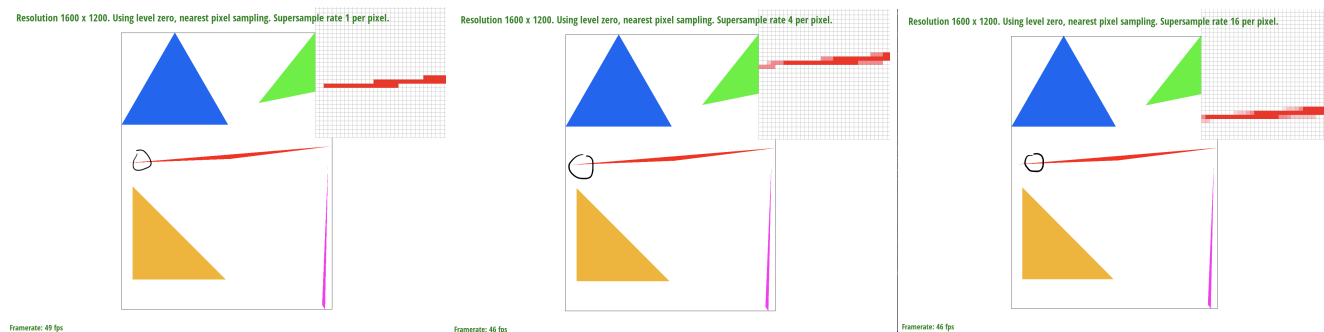 Resolution 1600 x 1200. Using level zero, nearest pixel sampling. Supersample rate 1 per pixel.
Framerate: 49 fps
Resolution 1600 x 1200. Using level zero, nearest pixel sampling. Supersample rate 4 per pixel.
Framerate: 46 fps
Resolution 1600 x 1200. Using level zero, nearest pixel sampling. Supersample rate 16 per pixel.
Framerate: 46 fps